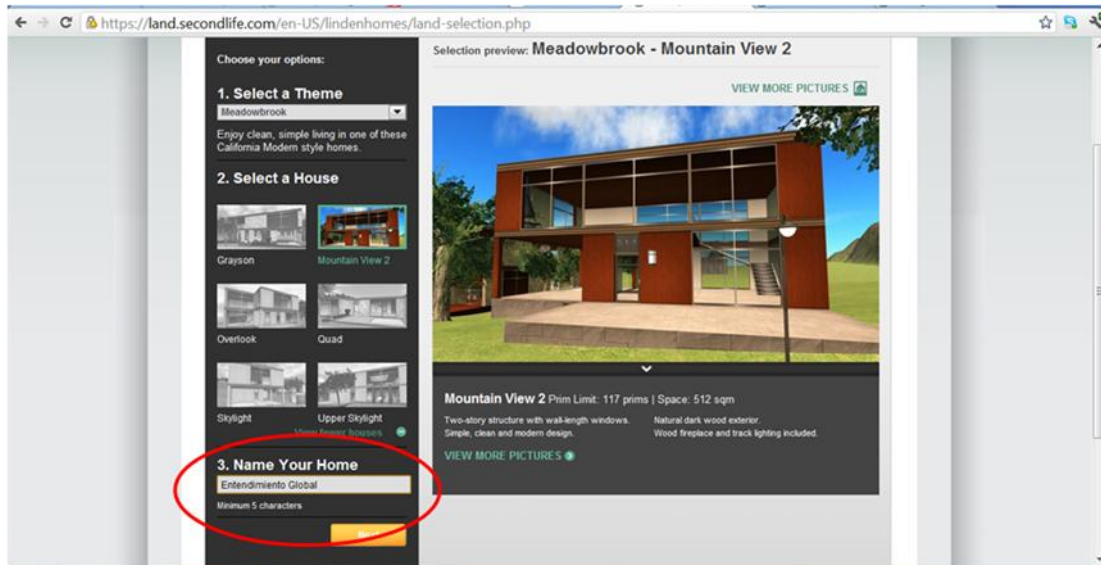 https://land.secondlife.com/en-US/lindenhomes/land-selection.php
Choose your options:
1. Select a Theme
Meadowbrook
Enjoy clean, simple living in one of these
California Modern style homes.
2. Select a House
Grayson
Mountain View 2
Overlook
Quad
Skylight
Upper Skylight
View fewer houses
3. Name Your Home
Entendimiento Global
Minimum 5 characters
Next
Selection preview: Meadowbrook - Mountain View 2
VIEW MORE PICTURES
Mountain View 2 Prim Limit: 117 prims | Space: 512 sqm
Two-story structure with wall-length windows.
Simple, clean and modern design.
Natural dark wood exterior.
Wood fireplace and track lighting included.
VIEW MORE PICTURES